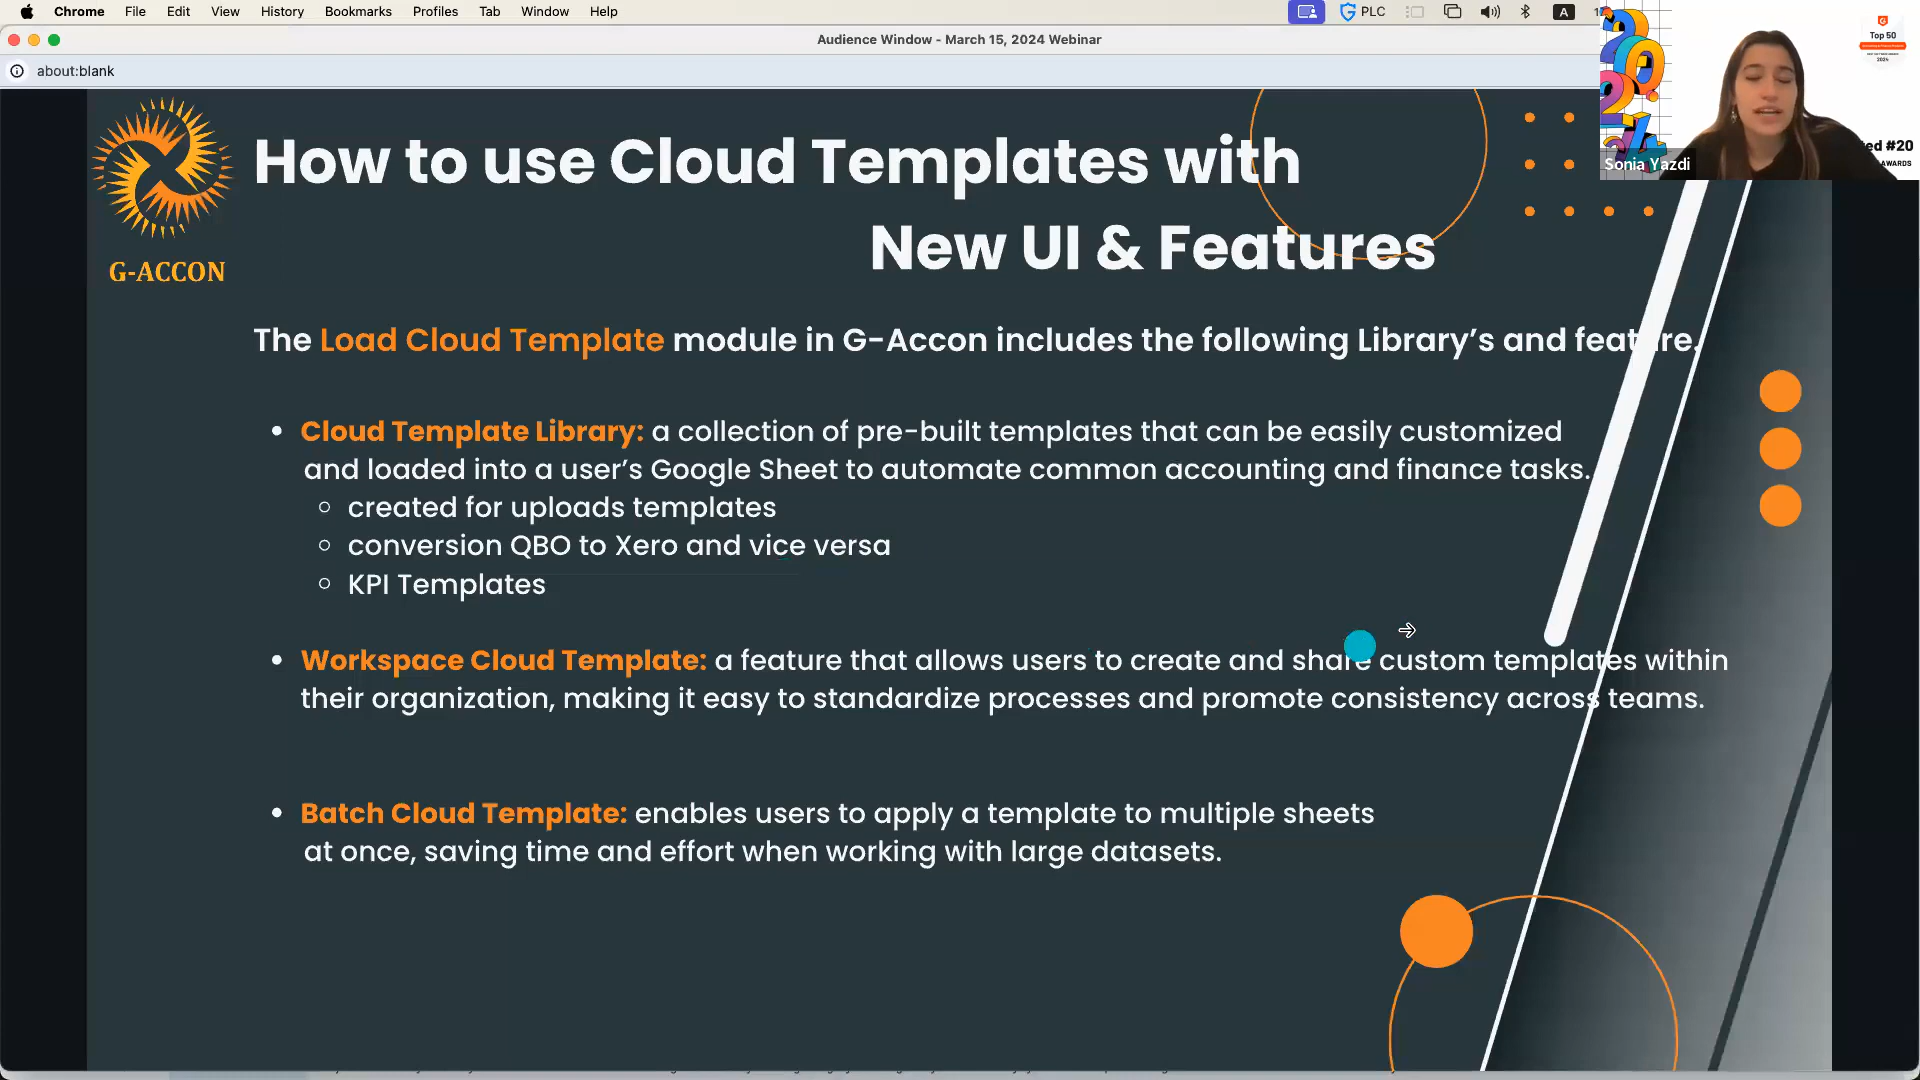 Chrome File Edit View History Bookmarks Profiles Tab Window Help PLC A
Audience Window - March 15, 2024 Webinar
about:blank
Top 50
2024
ed #20
AWARDS
Sonia Yazdi
G-ACCON
How to use Cloud Templates with
New UI & Features
The Load Cloud Template module in G-Accon includes the following Library's and feature.
• Cloud Template Library: a collection of pre-built templates that can be easily customized
and loaded into a user's Google Sheet to automate common accounting and finance tasks.
○ created for uploads templates
○ conversion QBO to Xero and vice versa
○ KPI Templates
• Workspace Cloud Template: a feature that allows users to create and share custom templates within
their organization, making it easy to standardize processes and promote consistency across teams.
• Batch Cloud Template: enables users to apply a template to multiple sheets
at once, saving time and effort when working with large datasets.